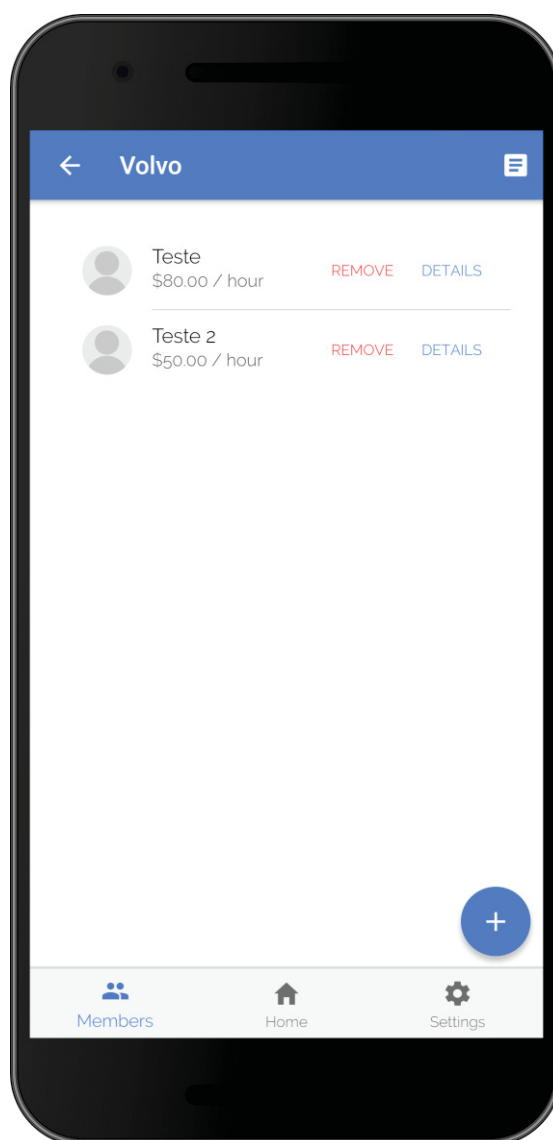 Volvo
Teste
$80.00 / hour
REMOVE
DETAILS
Teste 2
$50.00 / hour
REMOVE
DETAILS
Members
Home
Settings